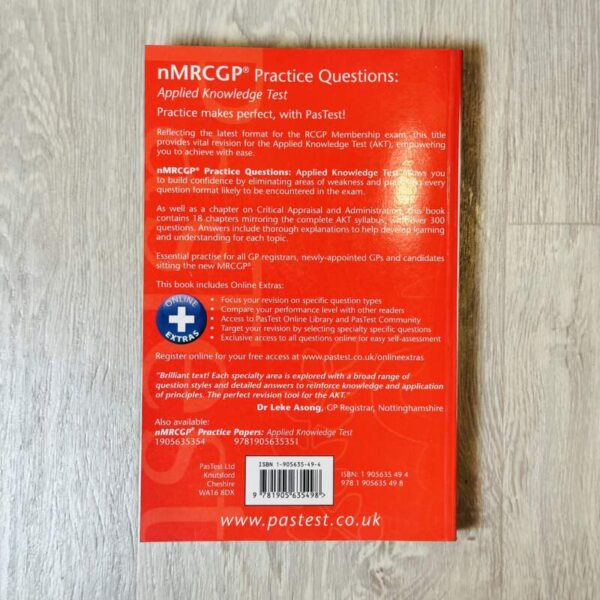 nMRCGP® Practice Questions:
Applied Knowledge Test
Practice makes perfect, with PasTest!
Reflecting the latest format for the RCGP Membership exam, this title
provides vital revision for the Applied Knowledge Test (AKT), empowering
you to achieve with ease.
nMRCGP® Practice Questions: Applied Knowledge Test allows you
to build confidence by eliminating areas of weakness and practising every
question format likely to be encountered in the exam.
As well as a chapter on Critical Appraisal and Administration, this book
contains 18 chapters mirroring the complete AKT syllabus, with over 300
questions. Answers include thorough explanations to help develop learning
and understanding for each topic.
Essential practise for all GP registrars, newly-appointed GPs and candidates
sitting the new MRCGP®.
This book includes Online Extras:
ONLINE
EXTRAS
• Focus your revision on specific question types
• Compare your performance level with other readers
• Access to PasTest Online Library and PasTest Community
• Target your revision by selecting specialty specific questions
• Exclusive access to all questions online for easy self-assessment
Register online for your free access at www.pastest.co.uk/onlineextras
"Brilliant text! Each specialty area is explored with a broad range of
question styles and detailed answers to reinforce knowledge and application
of principles. The perfect revision tool for the AKT."
Dr Leke Asong, GP Registrar, Nottinghamshire
Also available:
nMRCGP® Practice Papers: Applied Knowledge Test
1905635354 9781905635351
PasTest Ltd
Knutsford
Cheshire
WA16 8DX
ISBN 1-905635-49-4
9 781905 635498 >
ISBN: 1 905635 49 4
978 1 905635 49 8
www.pastest.co.uk